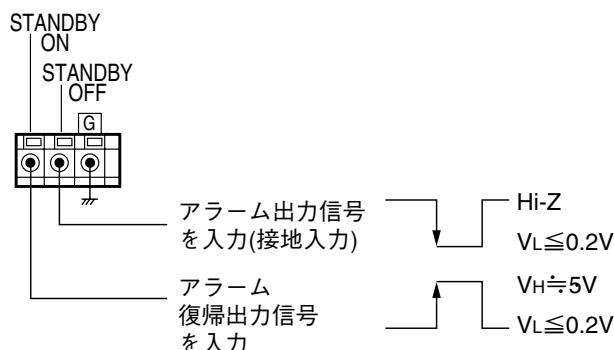 STANDBY
ON
STANDBY
OFF
G
アラーム出力信号
を入力(接地入力)
Hi-Z
VL≦0.2V
アラーム
復帰出力信号
を入力
VH≒5V
VL≦0.2V